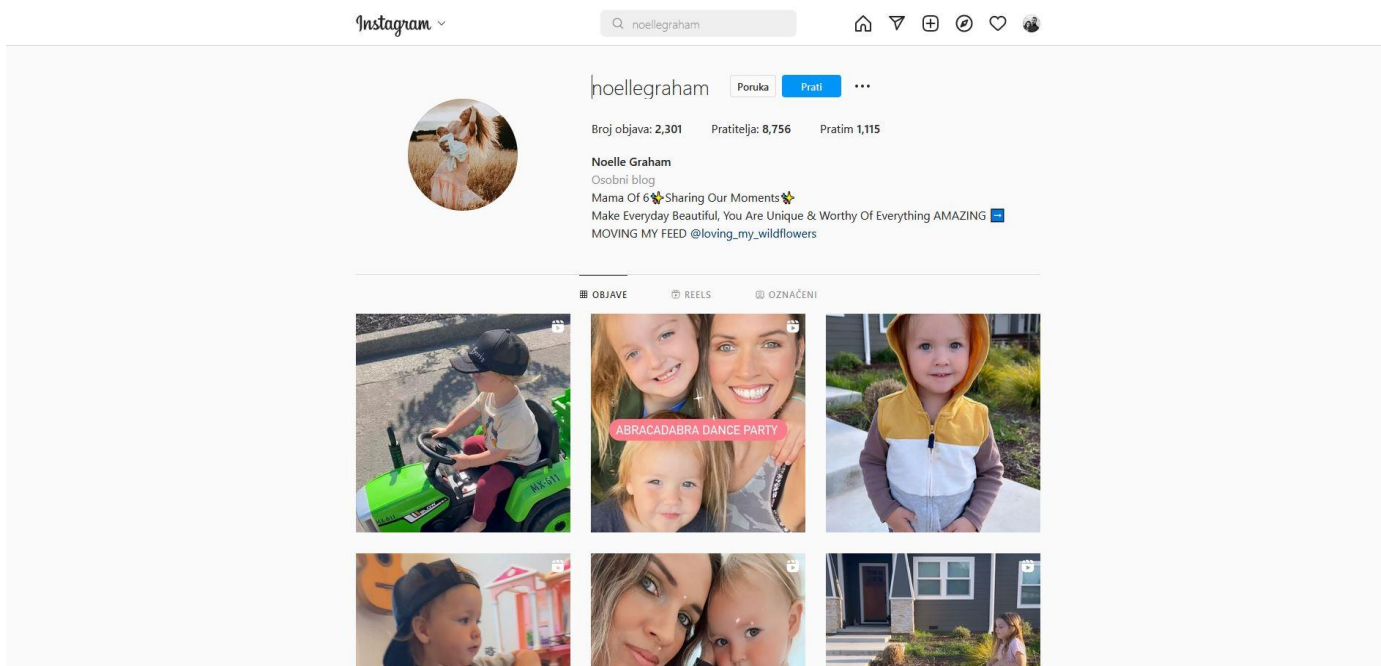 Instagram
noellegraham
noellegraham Poruka Prati
Broj objava: 2,301 Pratitelja: 8,756 Pratim 1,115
Noelle Graham
Osobni blog
Mama Of 6✨Sharing Our Moments✨
Make Everyday Beautiful, You Are Unique & Worthy Of Everything AMAZING ➡️
MOVING MY FEED @loving_my_wildflowers
OBJAVE REELS OZNAČENI
ABRACADABRA DANCE PARTY
MX-611